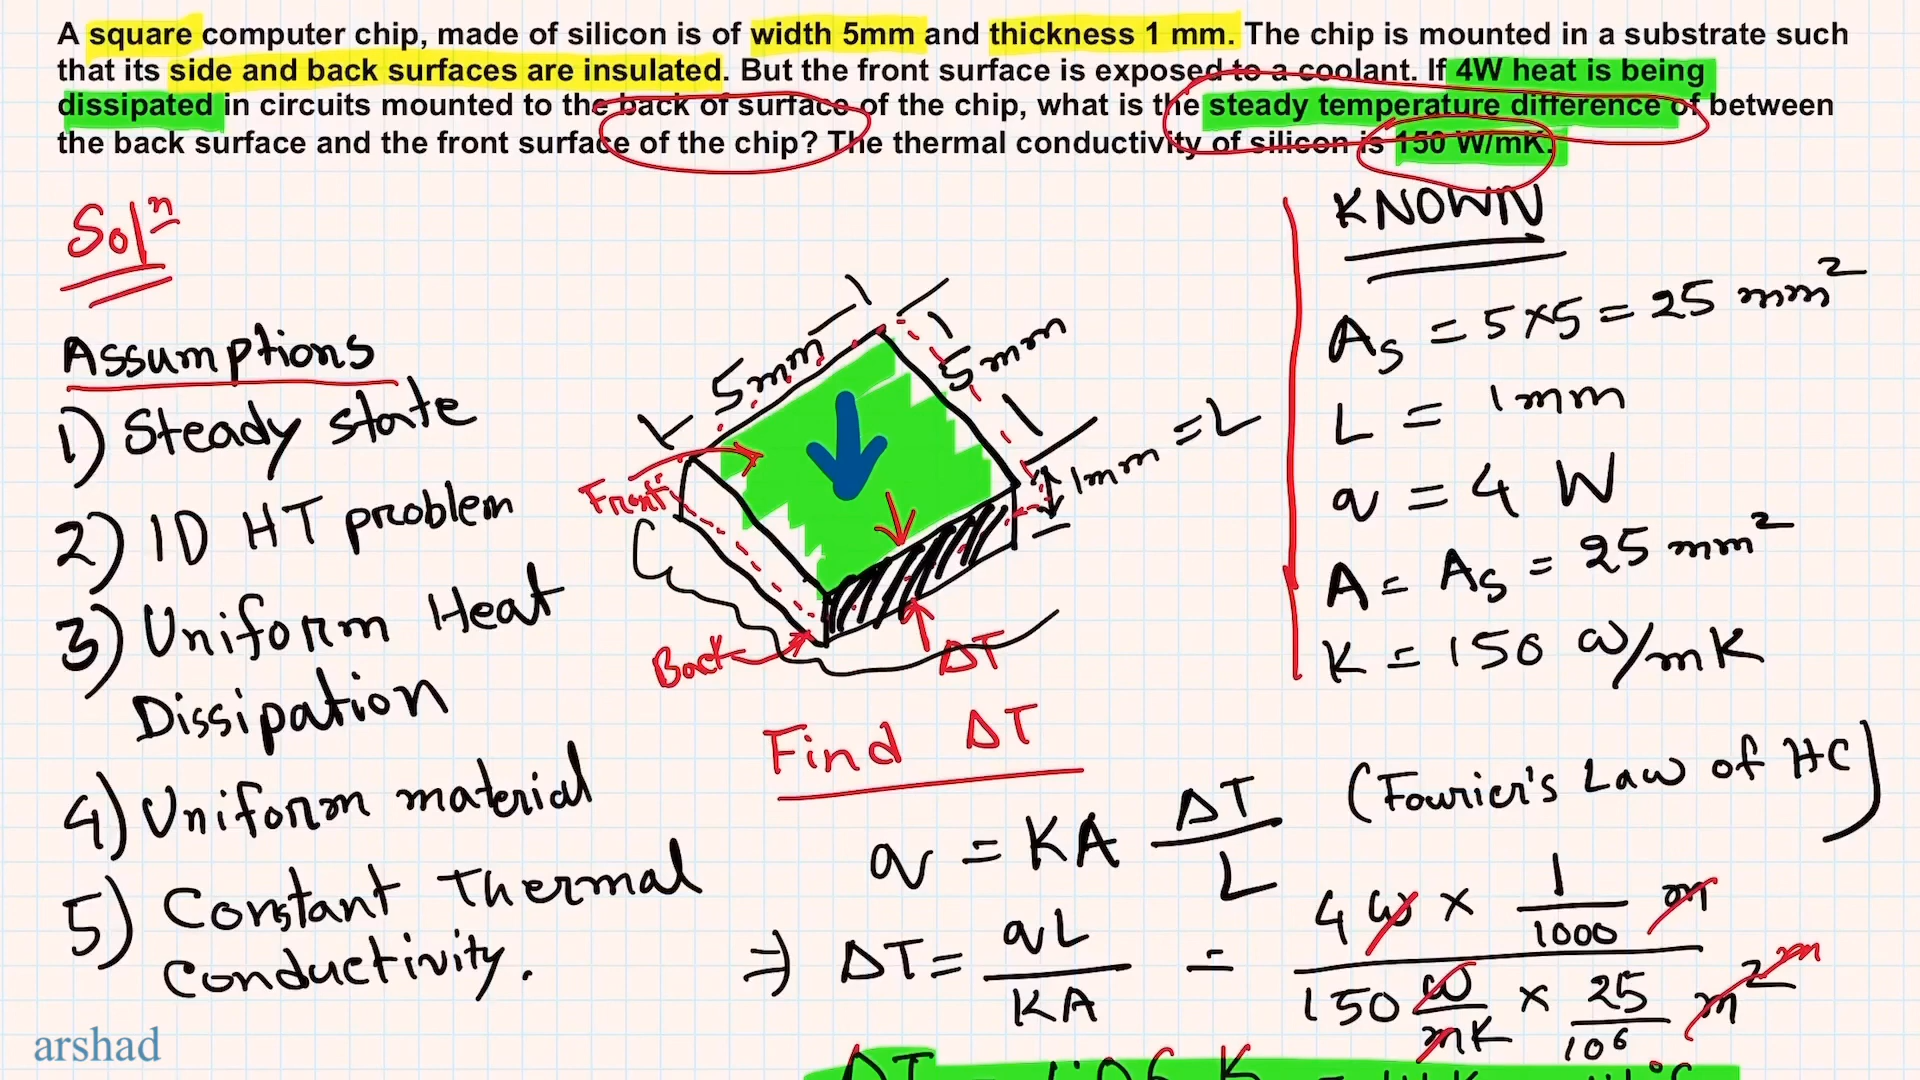 A square computer chip, made of silicon is of width 5mm and thickness 1 mm. The chip is mounted in a substrate such
that its side and back surfaces are insulated. But the front surface is exposed to a coolant. If 4W heat is being
dissipated in circuits mounted to the back of surface of the chip, what is the steady temperature difference of between
the back surface and the front surface of the chip? The thermal conductivity of silicon is 150 W/mK.
Solⁿ
Assumptions
1) Steady state
2) 1D HT problem
3) Uniform Heat
Dissipation
4) Uniform material
5) Constant Thermal
Conductivity.
5mm
5mm
1mm = L
Front
Back
ΔT
KNOWN
As = 5×5 = 25 mm²
L = 1mm
q = 4 W
A = As = 25 mm²
K = 150 W/mK
Find ΔT
q = KA ΔT/L (Fourier's Law of HC)
⇒ ΔT = qL/KA = 4 W × 1/1000 m / 150 W/mK × 25/10⁶ m² m
arshad